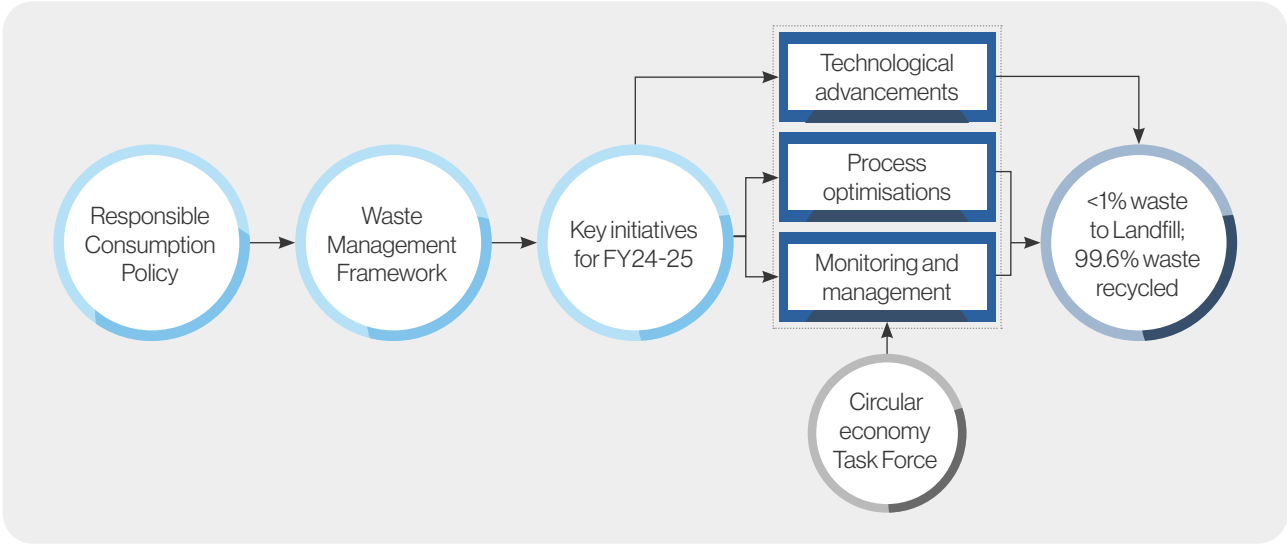 Responsible
Consumption
Policy
Waste
Management
Framework
Key initiatives
for FY24-25
Technological
advancements
Process
optimisations
Monitoring and
management
Circular
economy
Task Force
<1% waste
to Landfill;
99.6% waste
recycled